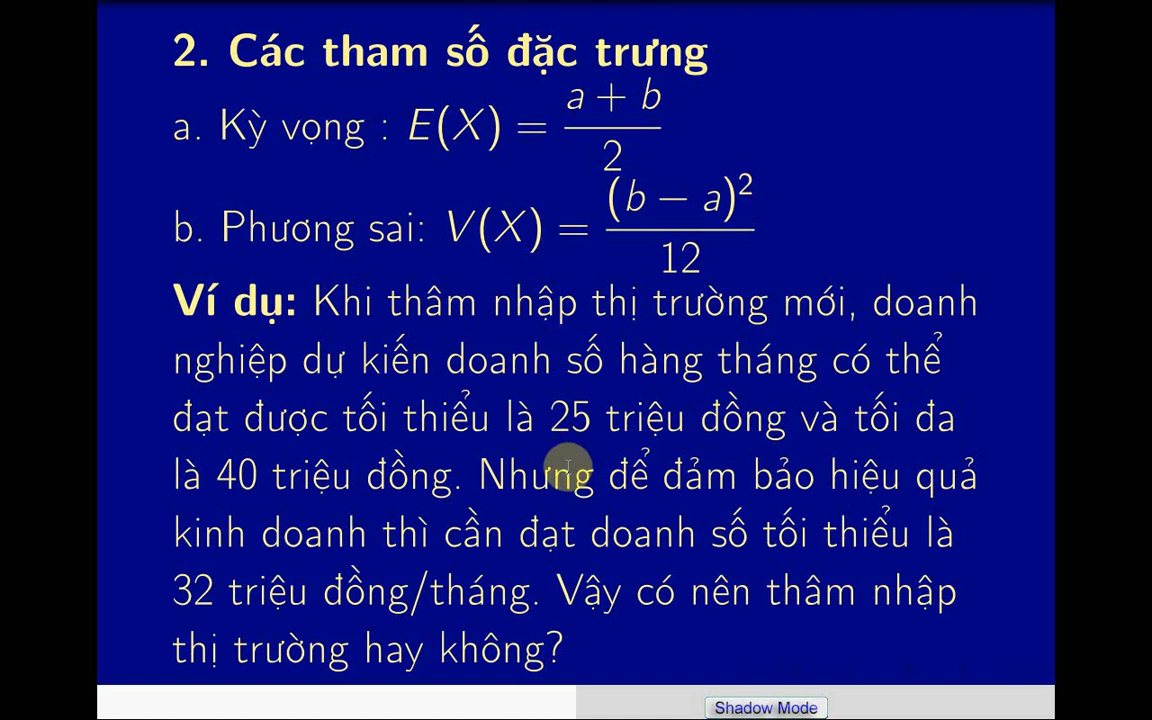 2. Các tham số đặc trưng
a. Kỳ vọng : E(X) = (a + b)/2
b. Phương sai: V(X) = (b − a)²/12
Ví dụ: Khi thâm nhập thị trường mới, doanh
nghiệp dự kiến doanh số hàng tháng có thể
đạt được tối thiểu là 25 triệu đồng và tối đa
là 40 triệu đồng. Nhưng để đảm bảo hiệu quả
kinh doanh thì cần đạt doanh số tối thiểu là
32 triệu đồng/tháng. Vậy có nên thâm nhập
thị trường hay không?
Shadow Mode